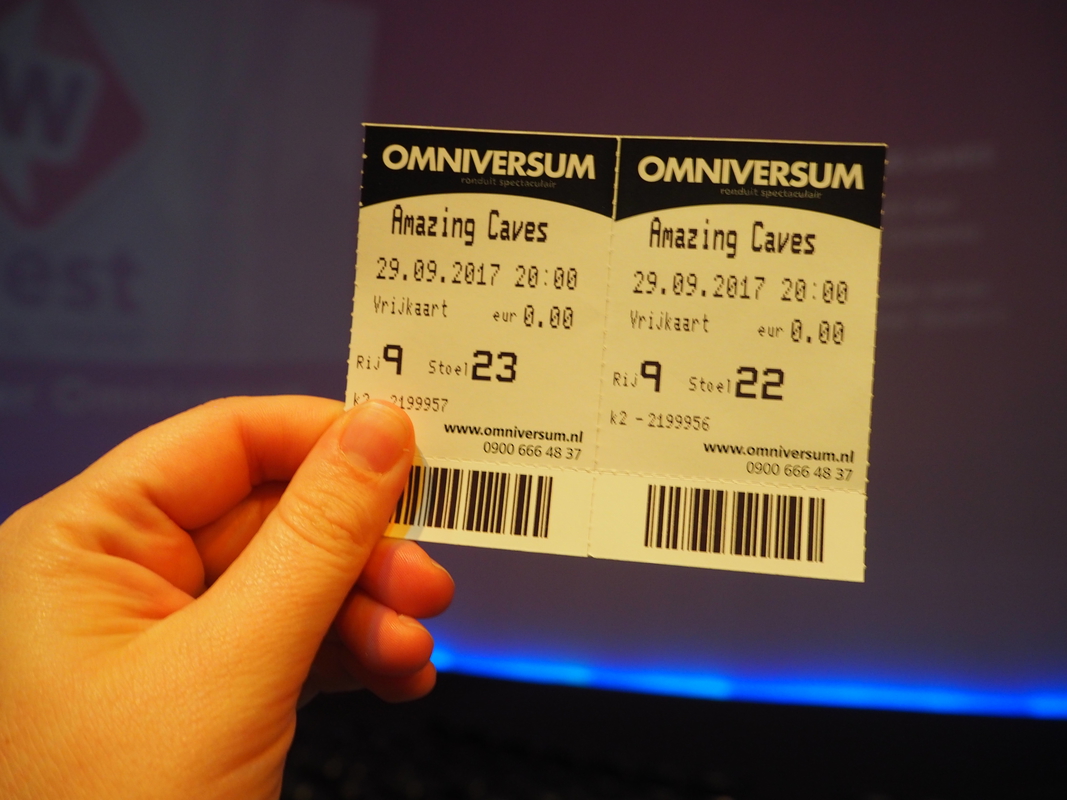 OMNIVERSUM
ronduit spectaculair
Amazing Caves
29.09.2017 20:00
Vrijkaart eur 0.00
Rij 9 Stoel 23
k2 - 2199957
www.omniversum.nl
0900 666 48 37
OMNIVERSUM
ronduit spectaculair
Amazing Caves
29.09.2017 20:00
Vrijkaart eur 0.00
Rij 9 Stoel 22
k2 - 2199956
www.omniversum.nl
0900 666 48 37